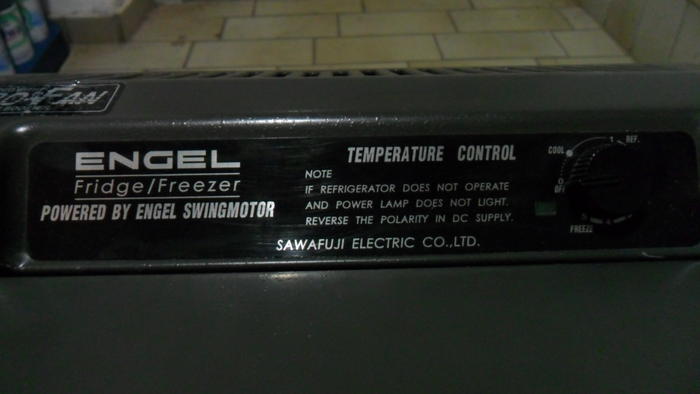 ENGEL
Fridge/Freezer
POWERED BY ENGEL SWINGMOTOR
TEMPERATURE CONTROL
NOTE
IF REFRIGERATOR DOES NOT OPERATE
AND POWER LAMP DOES NOT LIGHT.
REVERSE THE POLARITY IN DC SUPPLY.
SAWAFUJI ELECTRIC CO.,LTD.
COOL
1
REF.
FREEZE